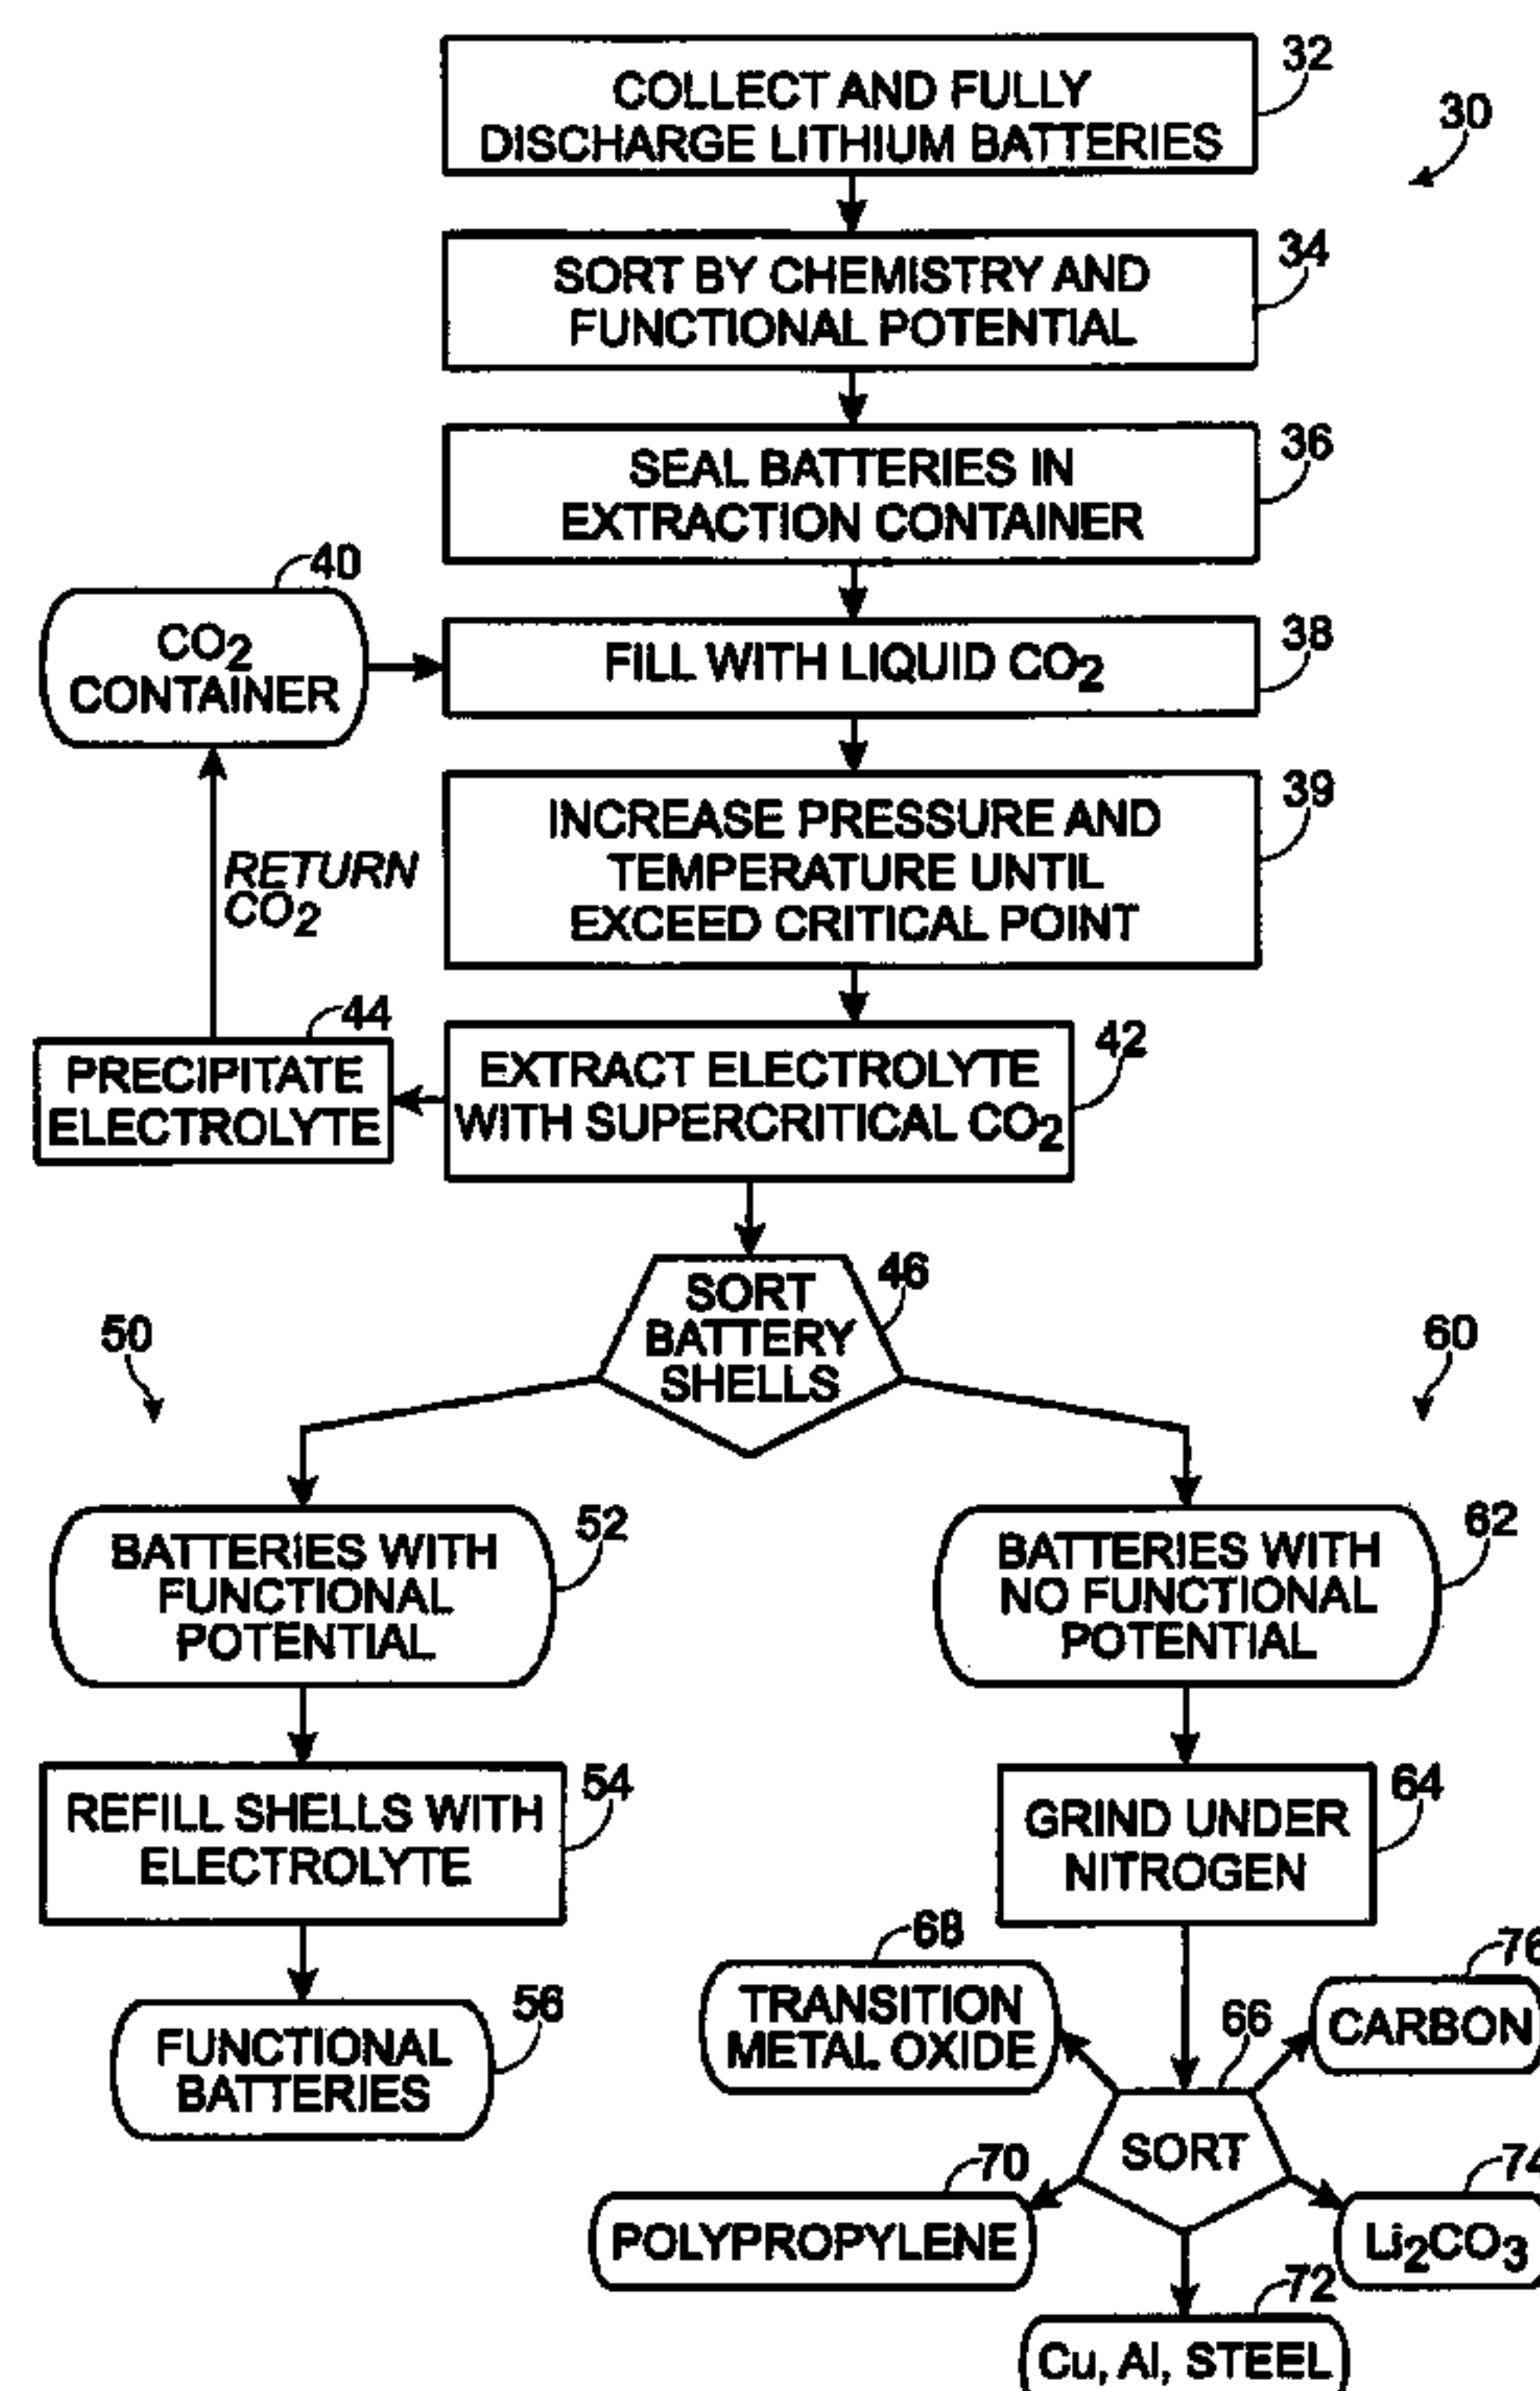 32
COLLECT AND FULLY
DISCHARGE LITHIUM BATTERIES
30
34
SORT BY CHEMISTRY AND
FUNCTIONAL POTENTIAL
36
SEAL BATTERIES IN
EXTRACTION CONTAINER
40
CO₂
CONTAINER
38
FILL WITH LIQUID CO₂
39
INCREASE PRESSURE AND
TEMPERATURE UNTIL
EXCEED CRITICAL POINT
RETURN
CO₂
44
PRECIPITATE
ELECTROLYTE
42
EXTRACT ELECTROLYTE
WITH SUPERCRITICAL CO₂
46
SORT
BATTERY
SHELLS
50
60
52
BATTERIES WITH
FUNCTIONAL
POTENTIAL
62
BATTERIES WITH
NO FUNCTIONAL
POTENTIAL
54
REFILL SHELLS WITH
ELECTROLYTE
64
GRIND UNDER
NITROGEN
56
FUNCTIONAL
BATTERIES
68
TRANSITION
METAL OXIDE
66
76
CARBON
SORT
70
POLYPROPYLENE
74
Li₂CO₃
72
Cu, Al, STEEL